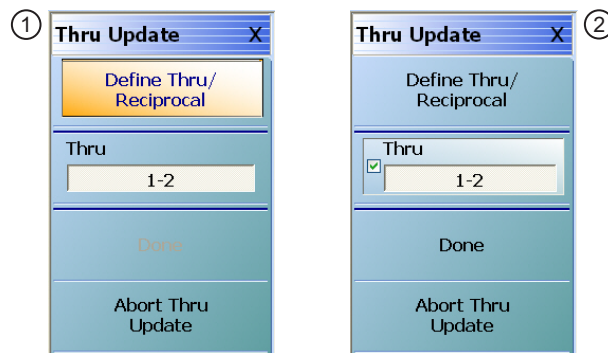 1
Thru Update X
Define Thru/
Reciprocal
Thru
1-2
Done
Abort Thru
Update
Thru Update X
2
Define Thru/
Reciprocal
Thru
1-2
Done
Abort Thru
Update